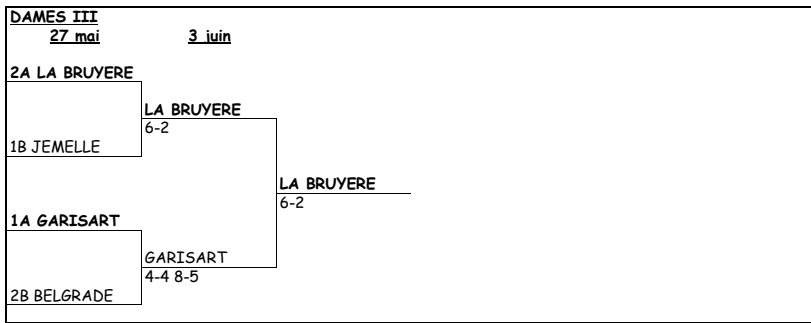 DAMES III
27 mai 3 juin
2A LA BRUYERE
LA BRUYERE
6-2
1B JEMELLE
LA BRUYERE
6-2
1A GARISART
GARISART
4-4 8-5
2B BELGRADE